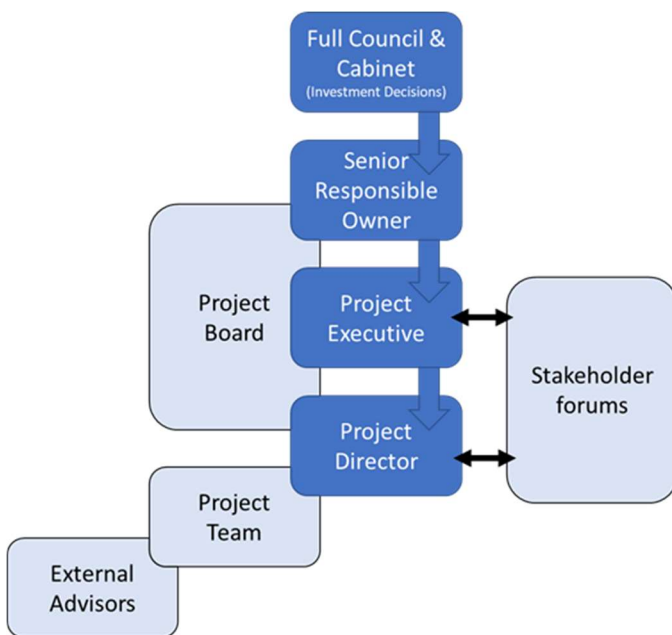 Full Council &
Cabinet
(Investment Decisions)
Senior
Responsible
Owner
Project
Board
Project
Executive
Stakeholder
forums
Project
Director
Project
Team
External
Advisors